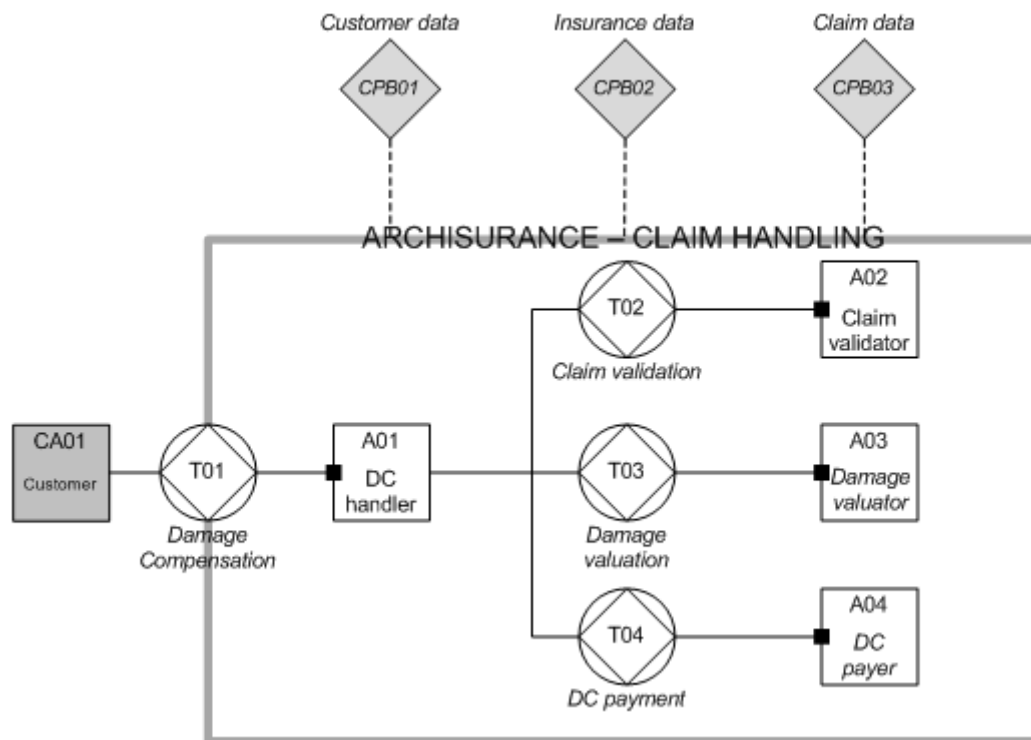 Customer data
Insurance data
Claim data
CPB01
CPB02
CPB03
ARCHISURANCE – CLAIM HANDLING
T02
Claim validation
A02
Claim
validator
CA01
Customer
T01
Damage
Compensation
A01
DC
handler
T03
Damage
valuation
A03
Damage
valuator
T04
DC payment
A04
DC
payer